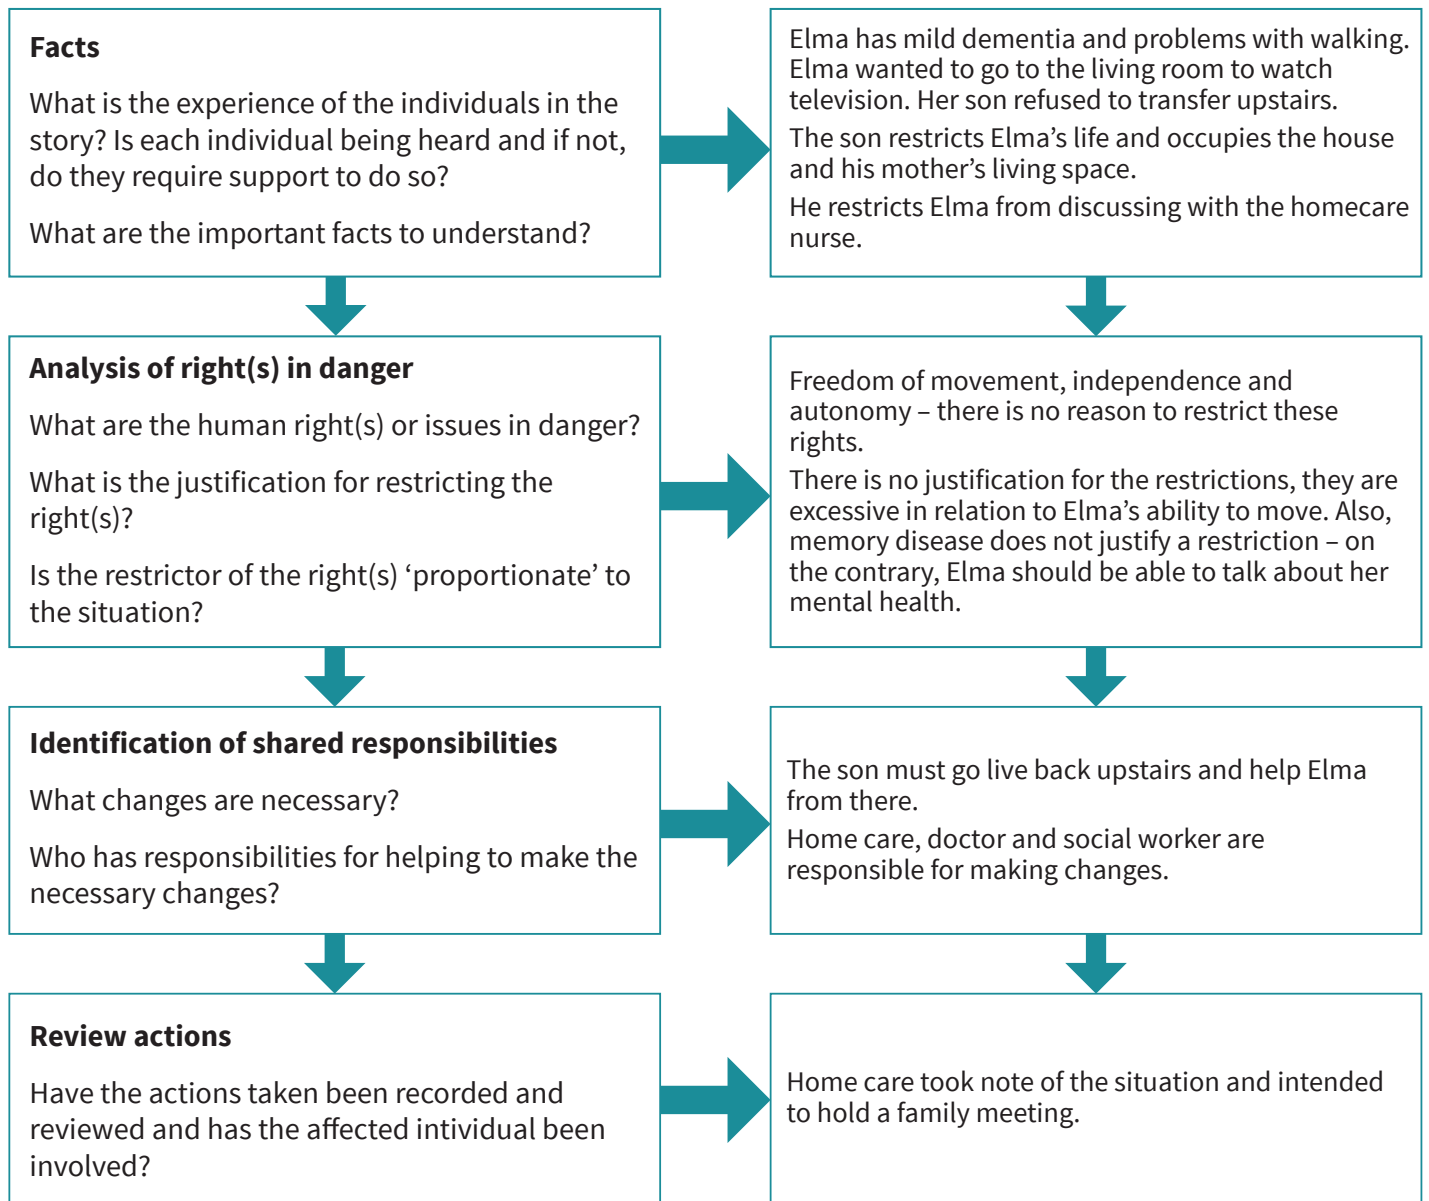 Facts
What is the experience of the individuals in the
story? Is each individual being heard and if not,
do they require support to do so?
What are the important facts to understand?
Elma has mild dementia and problems with walking.
Elma wanted to go to the living room to watch
television. Her son refused to transfer upstairs.
The son restricts Elma’s life and occupies the house
and his mother’s living space.
He restricts Elma from discussing with the homecare
nurse.
Analysis of right(s) in danger
What are the human right(s) or issues in danger?
What is the justification for restricting the
right(s)?
Is the restrictor of the right(s) ‘proportionate’ to
the situation?
Freedom of movement, independence and
autonomy – there is no reason to restrict these
rights.
There is no justification for the restrictions, they are
excessive in relation to Elma’s ability to move. Also,
memory disease does not justify a restriction – on
the contrary, Elma should be able to talk about her
mental health.
Identification of shared responsibilities
What changes are necessary?
Who has responsibilities for helping to make the
necessary changes?
The son must go live back upstairs and help Elma
from there.
Home care, doctor and social worker are
responsible for making changes.
Review actions
Have the actions taken been recorded and
reviewed and has the affected intividual been
involved?
Home care took note of the situation and intended
to hold a family meeting.